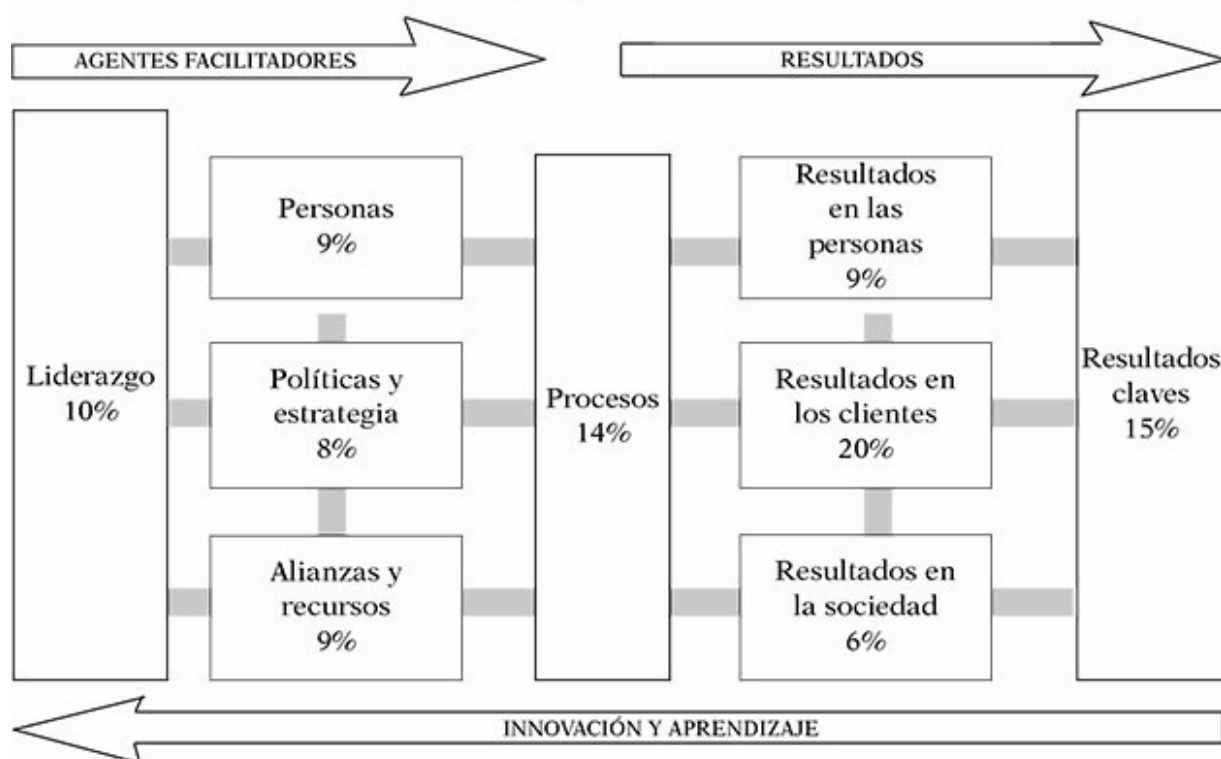 AGENTES FACILITADORES
RESULTADOS
Liderazgo
10%
Personas
9%
Políticas y
estrategia
8%
Alianzas y
recursos
9%
Procesos
14%
Resultados
en las
personas
9%
Resultados en
los clientes
20%
Resultados en
la sociedad
6%
Resultados
claves
15%
INNOVACIÓN Y APRENDIZAJE